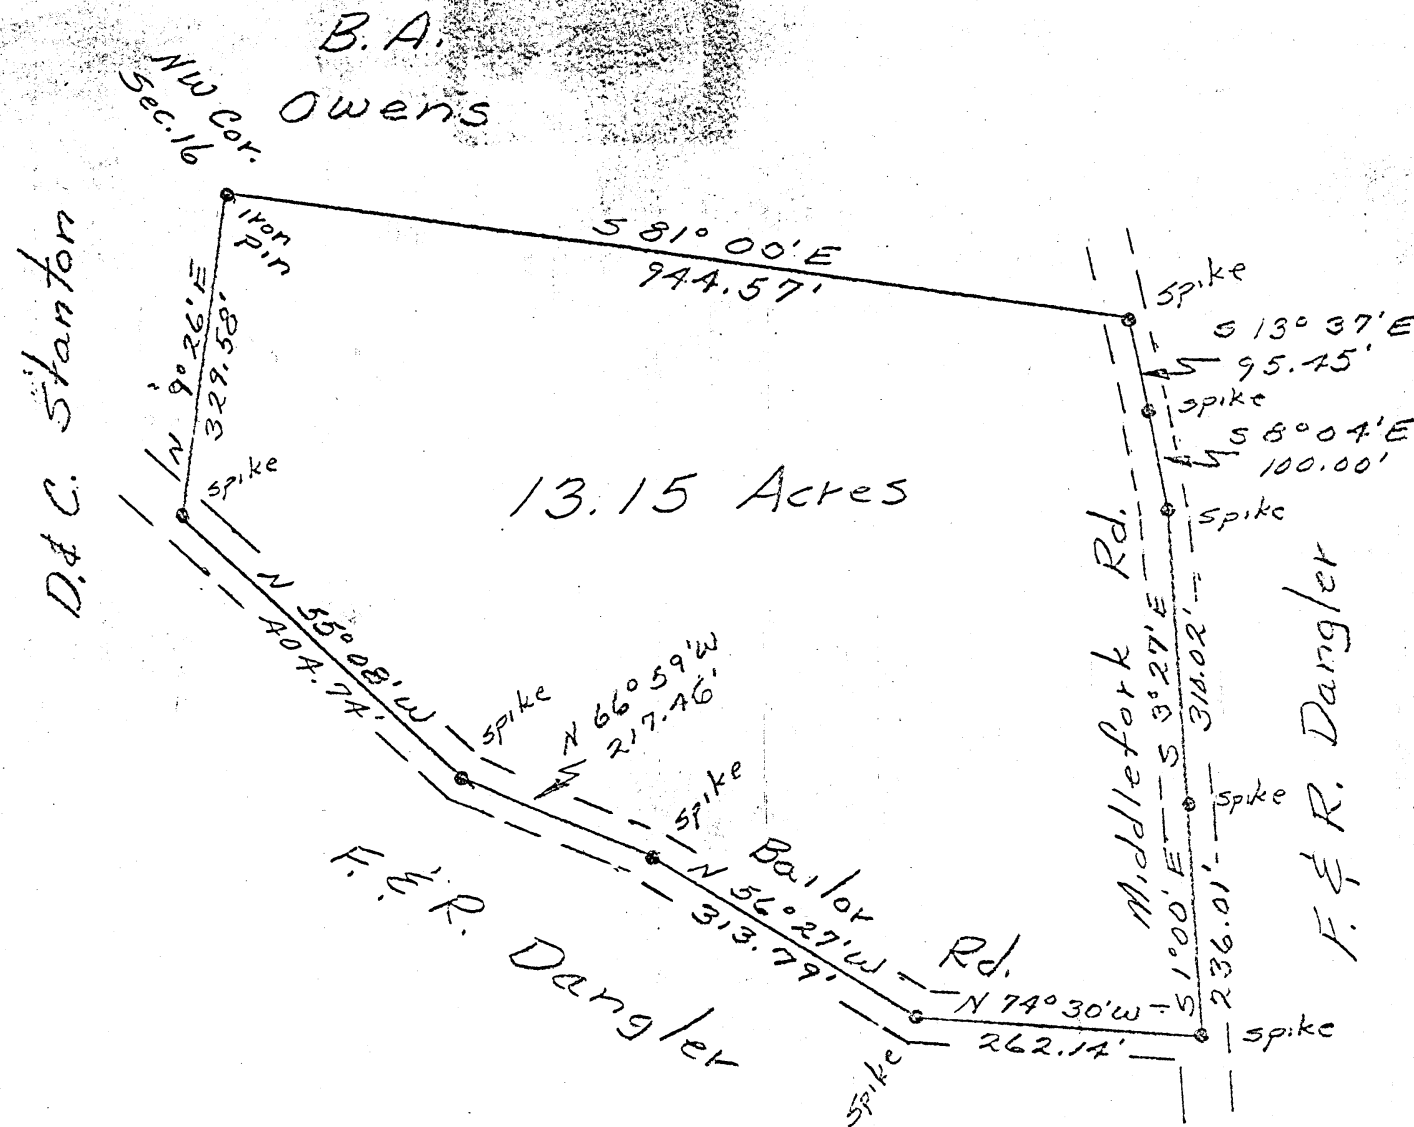 B. A.
Owens
NW Cor.
Sec. 16
iron
pin
S 81° 00' E
944.57'
spike
S 13° 37' E
95.45'
spike
S 8° 04' E
100.00'
spike
D. & C. Stanton
N 9° 26' E
329.58'
spike
13.15 Acres
Middlefork Rd.
S 3° 27' E
310.02'
F. & R. Dangler
N 55° 08' W
404.74'
spike
N 66° 59' W
217.46'
spike
spike
S 1° 00' E
236.01'
Bailor Rd.
N 56° 27' W
313.79'
F. & R. Dangler
N 74° 30' W
262.14'
spike
spike